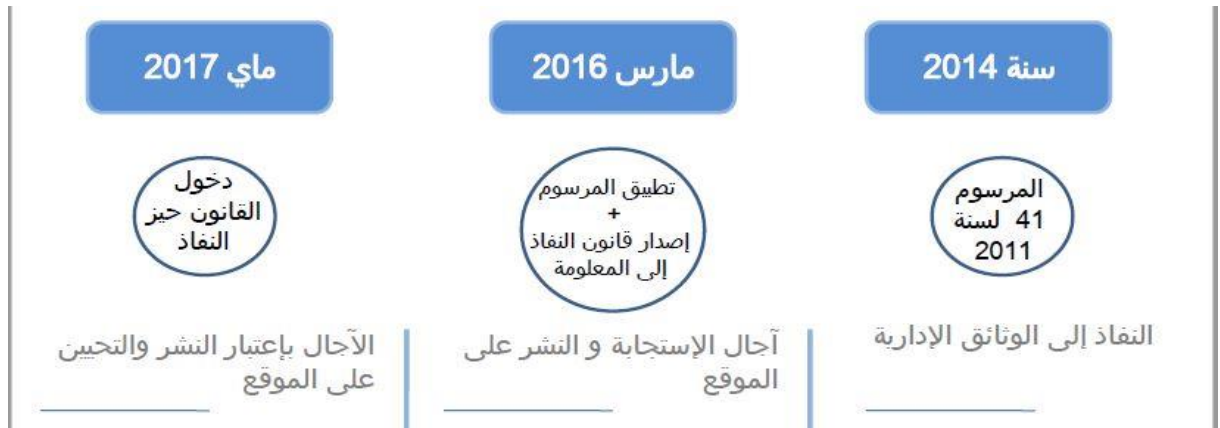 سنة 2014
المرسوم
41 لسنة
2011
النفاذ إلى الوثائق الإدارية
مارس 2016
تطبيق المرسوم
+
إصدار قانون النفاذ
إلى المعلومة
آجال الإستجابة و النشر على
الموقع
ماي 2017
دخول
القانون حيز
النفاذ
الآجال بإعتبار النشر والتحيين
على الموقع